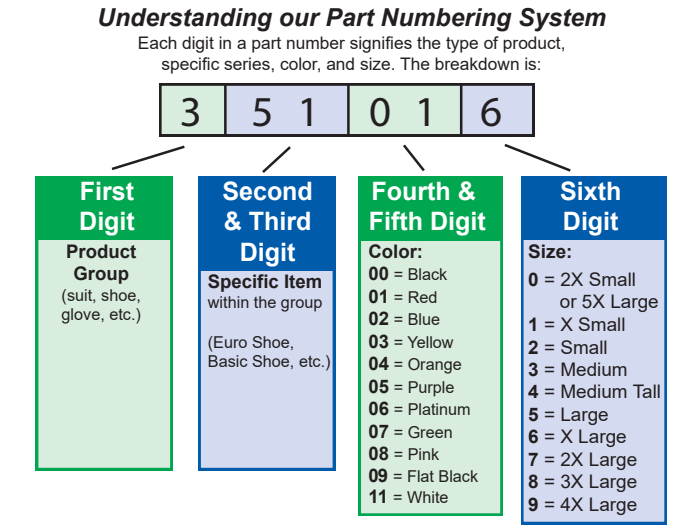 Understanding our Part Numbering System
Each digit in a part number signifies the type of product,
specific series, color, and size. The breakdown is:
3 5 1 0 1 6
First
Digit
Product
Group
(suit, shoe,
glove, etc.)
Second
& Third
Digit
Specific Item
within the group
(Euro Shoe,
Basic Shoe, etc.)
Fourth &
Fifth Digit
Color:
00 = Black
01 = Red
02 = Blue
03 = Yellow
04 = Orange
05 = Purple
06 = Platinum
07 = Green
08 = Pink
09 = Flat Black
11 = White
Sixth
Digit
Size:
0 = 2X Small
or 5X Large
1 = X Small
2 = Small
3 = Medium
4 = Medium Tall
5 = Large
6 = X Large
7 = 2X Large
8 = 3X Large
9 = 4X Large